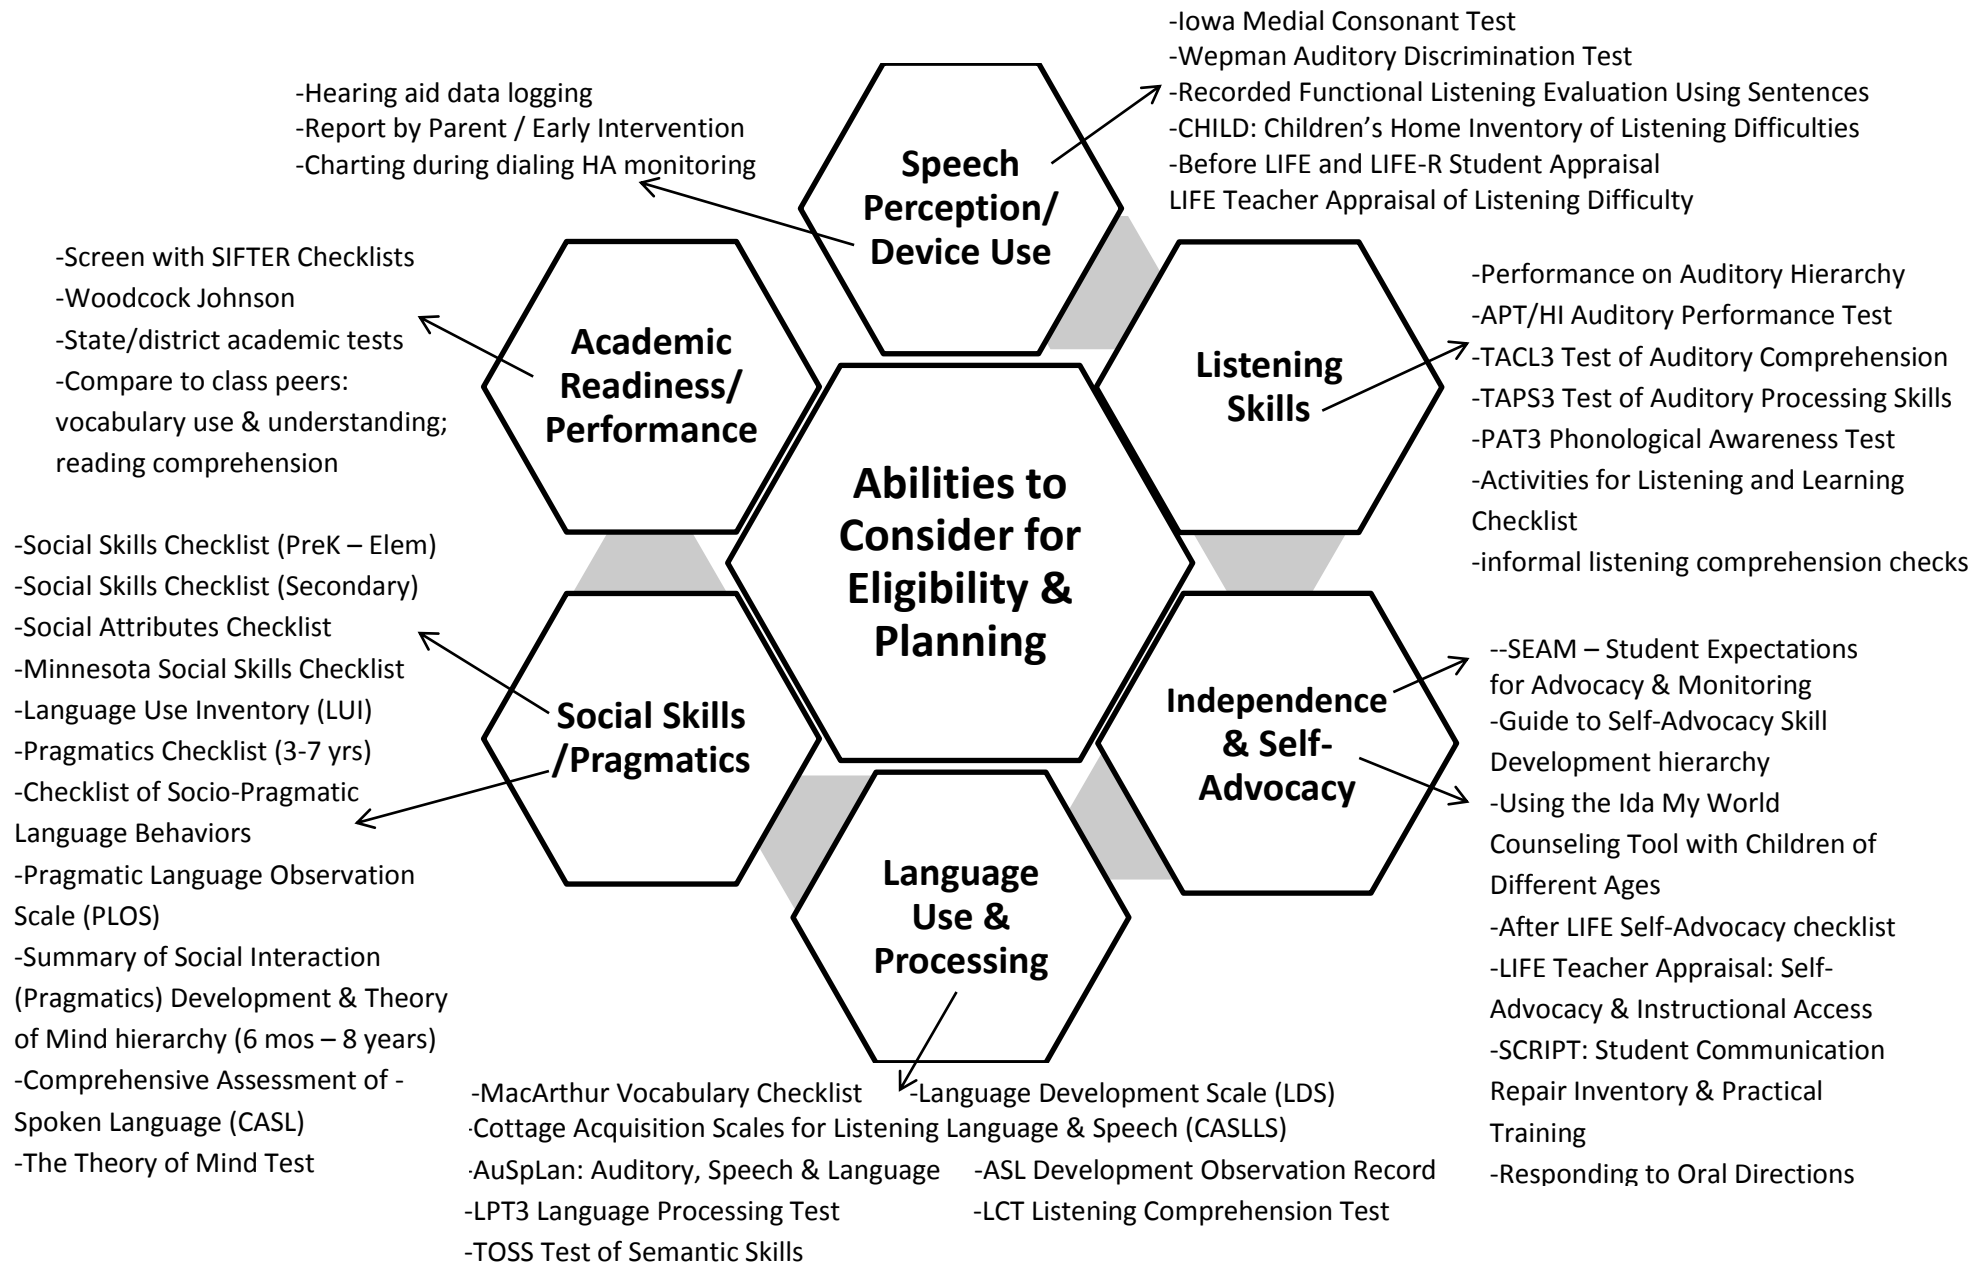 -Iowa Medial Consonant Test
-Wepman Auditory Discrimination Test
-Recorded Functional Listening Evaluation Using Sentences
-CHILD: Children's Home Inventory of Listening Difficulties
-Before LIFE and LIFE-R Student Appraisal
LIFE Teacher Appraisal of Listening Difficulty
-Hearing aid data logging
-Report by Parent / Early Intervention
-Charting during dialing HA monitoring
Speech
Perception/
Device Use
-Screen with SIFTER Checklists
-Woodcock Johnson
-State/district academic tests
-Compare to class peers:
vocabulary use & understanding;
reading comprehension
Academic
Readiness/
Performance
Listening
Skills
-Performance on Auditory Hierarchy
-APT/HI Auditory Performance Test
-TACL3 Test of Auditory Comprehension
-TAPS3 Test of Auditory Processing Skills
-PAT3 Phonological Awareness Test
-Activities for Listening and Learning
Checklist
-informal listening comprehension checks
Abilities to
Consider for
Eligibility &
Planning
-Social Skills Checklist (PreK – Elem)
-Social Skills Checklist (Secondary)
-Social Attributes Checklist
-Minnesota Social Skills Checklist
-Language Use Inventory (LUI)
-Pragmatics Checklist (3-7 yrs)
-Checklist of Socio-Pragmatic
Language Behaviors
-Pragmatic Language Observation
Scale (PLOS)
-Summary of Social Interaction
(Pragmatics) Development & Theory
of Mind hierarchy (6 mos – 8 years)
-Comprehensive Assessment of -
Spoken Language (CASL)
-The Theory of Mind Test
Social Skills
/Pragmatics
Independence
& Self-
Advocacy
--SEAM – Student Expectations
for Advocacy & Monitoring
-Guide to Self-Advocacy Skill
Development hierarchy
-Using the Ida My World
Counseling Tool with Children of
Different Ages
-After LIFE Self-Advocacy checklist
-LIFE Teacher Appraisal: Self-
Advocacy & Instructional Access
-SCRIPT: Student Communication
Repair Inventory & Practical
Training
-Responding to Oral Directions
Language
Use &
Processing
-MacArthur Vocabulary Checklist -Language Development Scale (LDS)
-Cottage Acquisition Scales for Listening Language & Speech (CASLLS)
-AuSpLan: Auditory, Speech & Language -ASL Development Observation Record
-LPT3 Language Processing Test -LCT Listening Comprehension Test
-TOSS Test of Semantic Skills